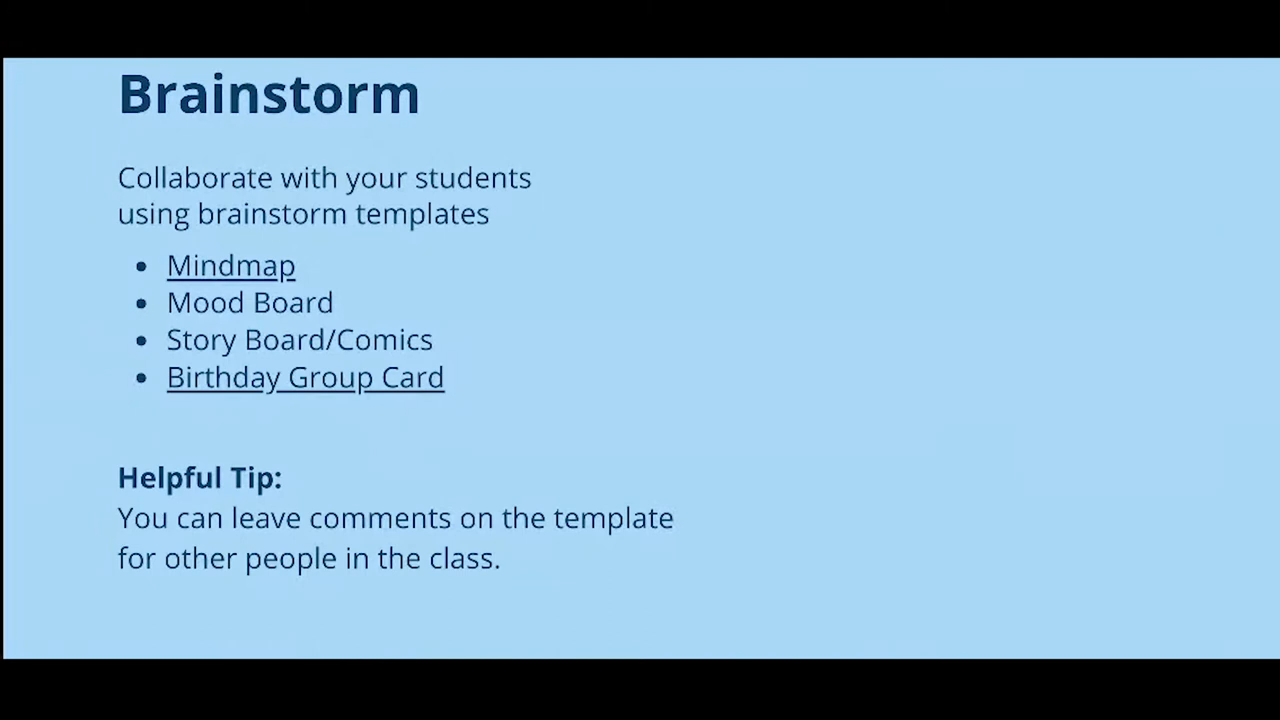 Brainstorm
Collaborate with your students
using brainstorm templates
• Mindmap
• Mood Board
• Story Board/Comics
• Birthday Group Card
Helpful Tip:
You can leave comments on the template
for other people in the class.